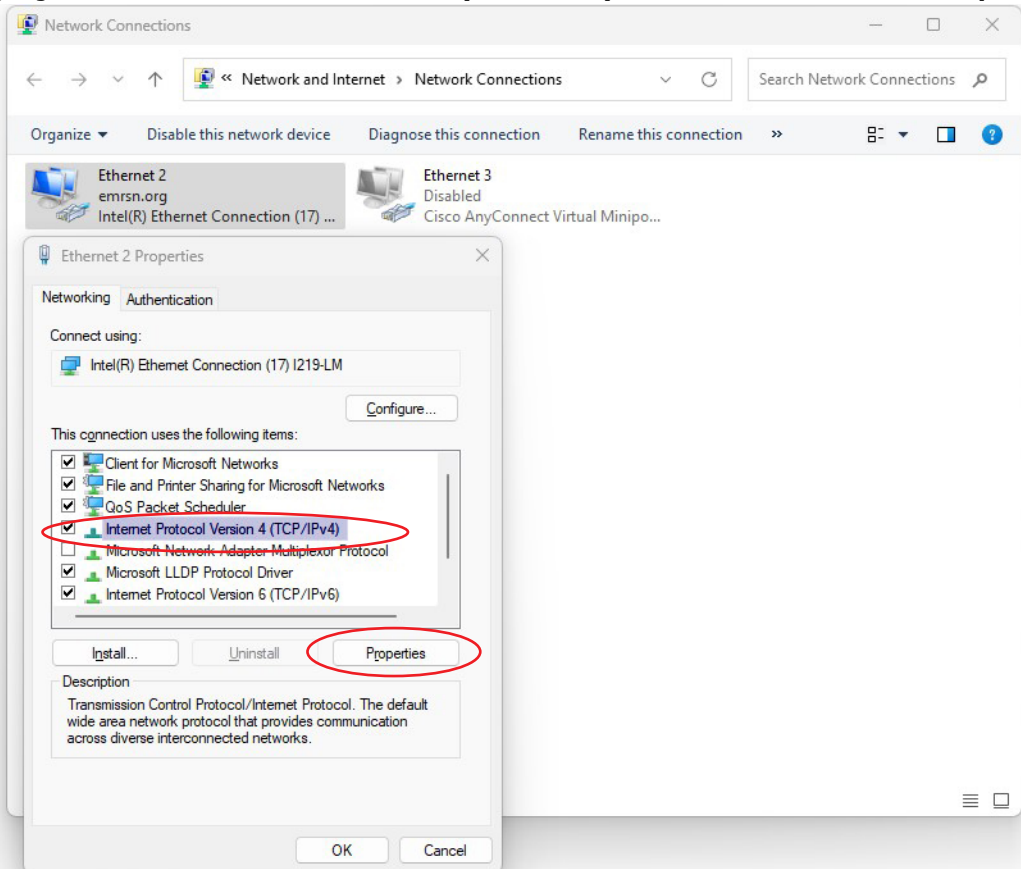 Network Connections
« Network and Internet › Network Connections
Search Network Connections
Organize
Disable this network device
Diagnose this connection
Rename this connection
»
Ethernet 2
emrsn.org
Intel(R) Ethernet Connection (17) ...
Ethernet 3
Disabled
Cisco AnyConnect Virtual Minipo...
Ethernet 2 Properties
Networking
Authentication
Connect using:
Intel(R) Ethernet Connection (17) I219-LM
Configure...
This connection uses the following items:
Client for Microsoft Networks
File and Printer Sharing for Microsoft Networks
QoS Packet Scheduler
Internet Protocol Version 4 (TCP/IPv4)
Microsoft Network Adapter Multiplexor Protocol
Microsoft LLDP Protocol Driver
Internet Protocol Version 6 (TCP/IPv6)
Install...
Uninstall
Properties
Description
Transmission Control Protocol/Internet Protocol. The default
wide area network protocol that provides communication
across diverse interconnected networks.
OK
Cancel